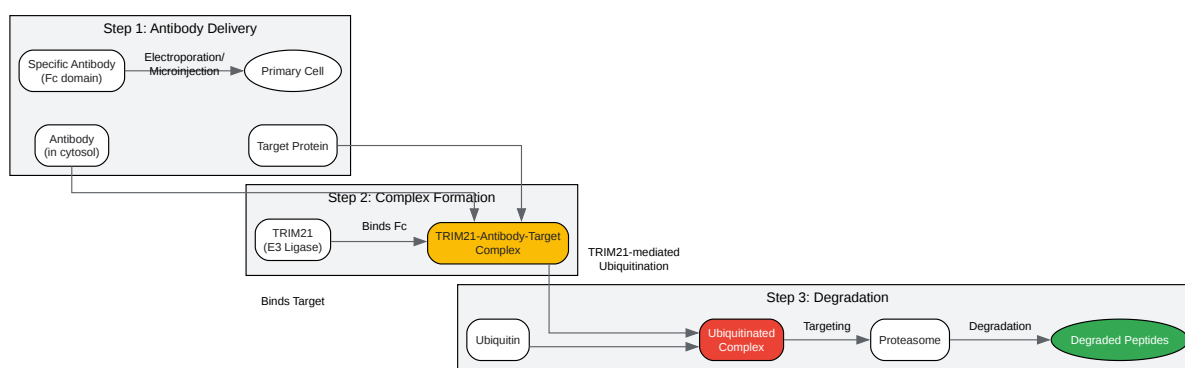 Step 1: Antibody Delivery
Specific Antibody
(Fc domain)
Electroporation/
Microinjection
Primary Cell
Antibody
(in cytosol)
Target Protein
Step 2: Complex Formation
TRIM21
(E3 Ligase)
Binds Fc
TRIM21-Antibody-Target
Complex
TRIM21-mediated
Ubiquitination
Binds Target
Step 3: Degradation
Ubiquitin
Ubiquitinated
Complex
Targeting
Proteasome
Degradation
Degraded Peptides